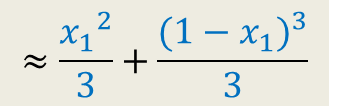 ≈ x₁²/3 + (1 − x₁)³/3